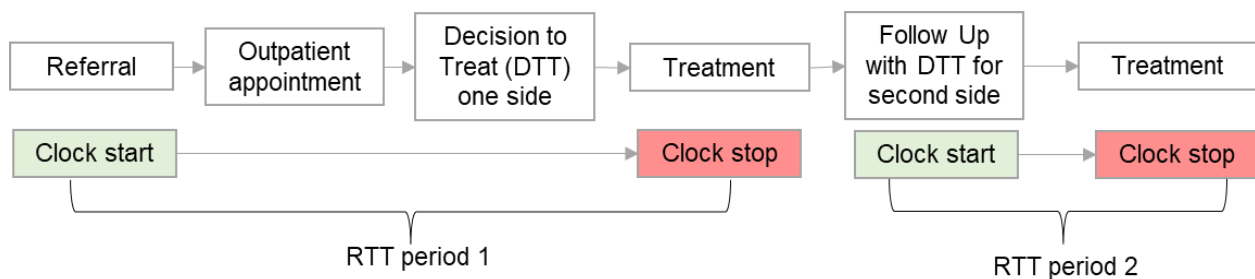 Referral
Outpatient
appointment
Decision to
Treat (DTT)
one side
Treatment
Follow Up
with DTT for
second side
Treatment
Clock start
Clock stop
Clock start
Clock stop
RTT period 1
RTT period 2